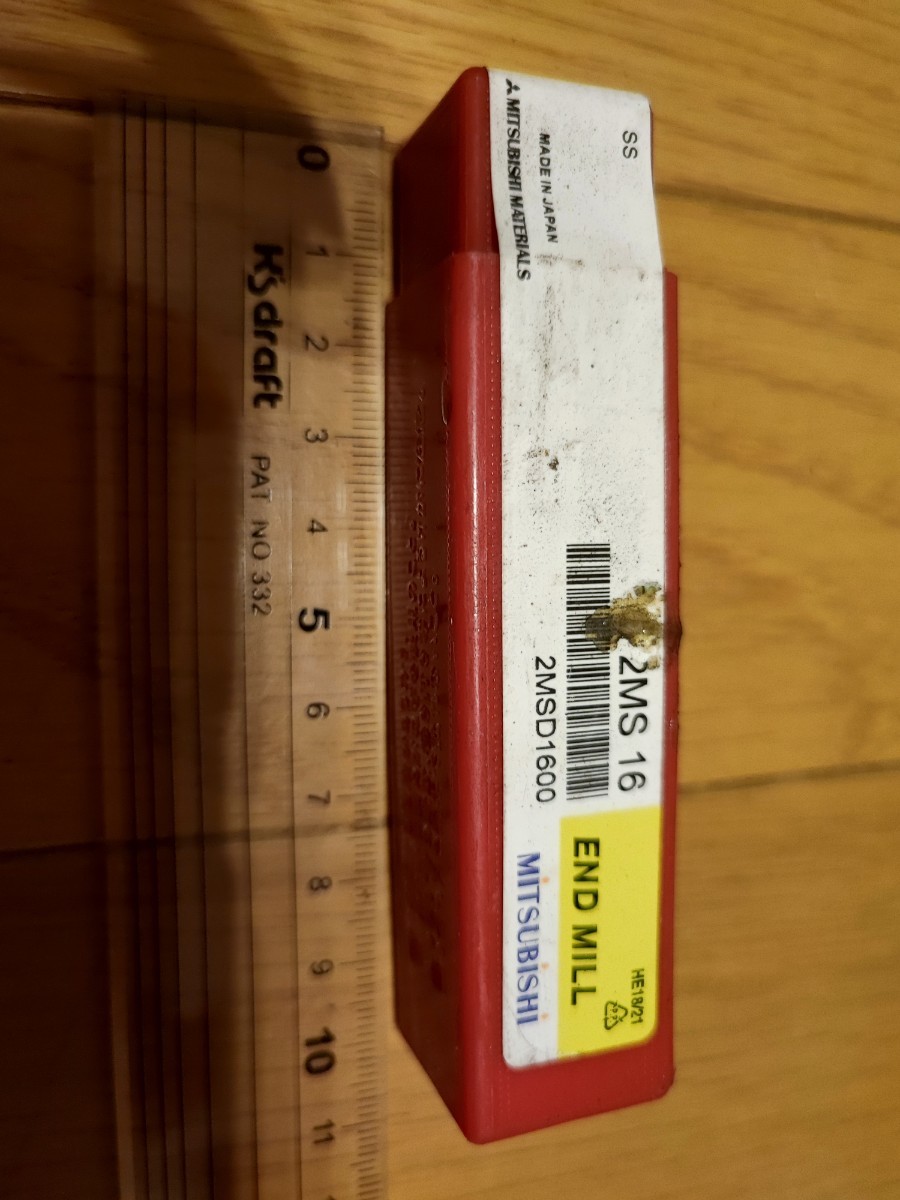 SS
MADE IN JAPAN
MITSUBISHI MATERIALS
2MS 16
2MSD1600
HE18/21
END MILL
MITSUBISHI
0 1 2 3 4 5 6 7 8 9 10 11
K'sdraft PAT NO 332